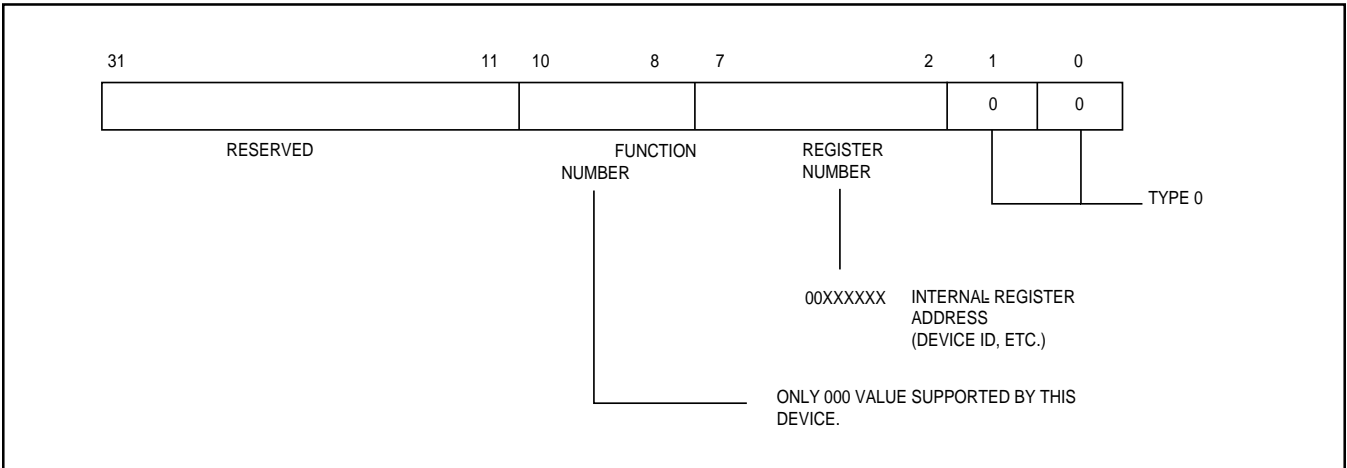 31 11 10 8 7 2 1 0
0 0
RESERVED FUNCTION REGISTER
NUMBER NUMBER
TYPE 0
00XXXXXX INTERNAL REGISTER
ADDRESS
(DEVICE ID, ETC.)
ONLY 000 VALUE SUPPORTED BY THIS
DEVICE.